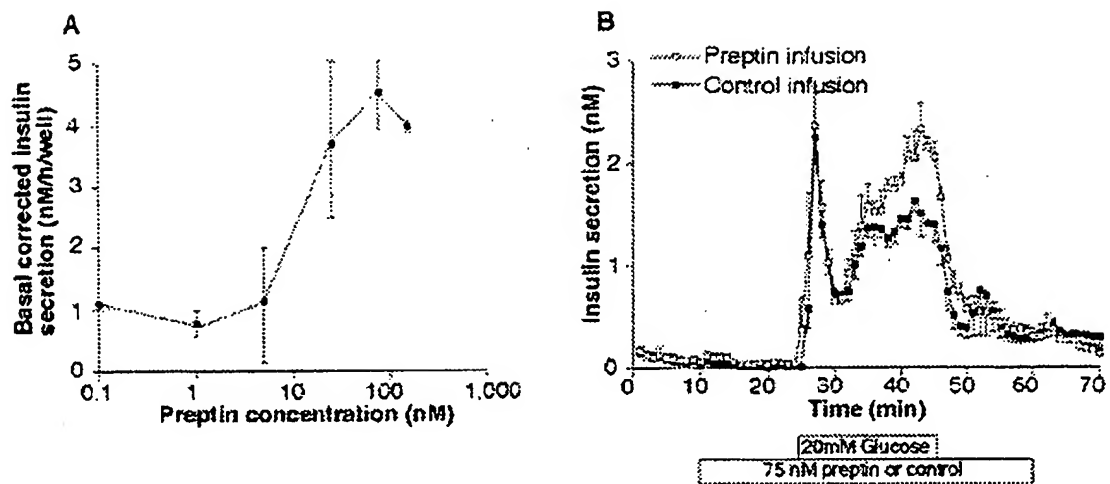 A
Basal corrected insulin
secretion (nM/h/well)
5
4
3
2
1
0
0.1
1
10
100
1,000
Preptin concentration (nM)
B
Preptin infusion
Control infusion
Insulin secretion (nM)
3
2
1
0
0
10
20
30
40
50
60
70
Time (min)
20mM Glucose
75 nM preptin or control